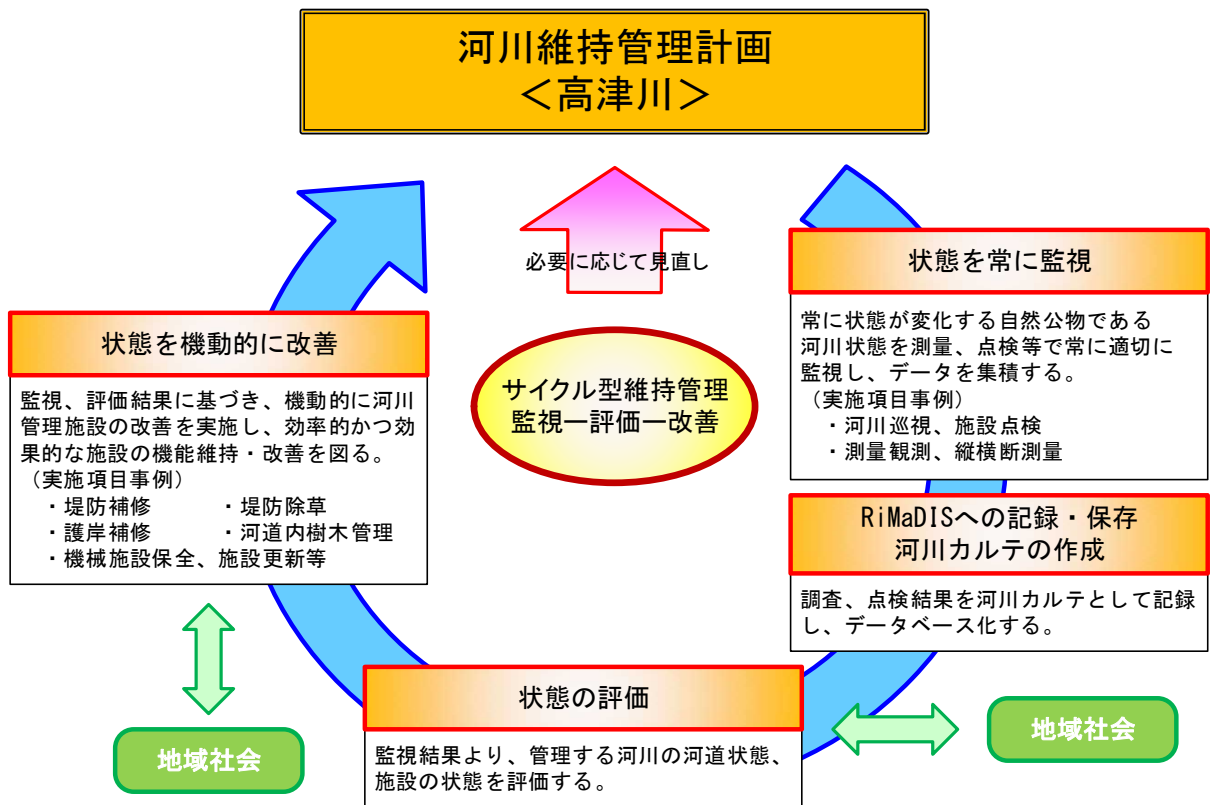 河川維持管理計画
＜高津川＞
必要に応じて見直し
サイクル型維持管理
監視―評価―改善
状態を常に監視
常に状態が変化する自然公物である
河川状態を測量、点検等で常に適切に
監視し、データを集積する。
（実施項目事例）
・河川巡視、施設点検
・測量観測、縦横断測量
RiMaDISへの記録・保存
河川カルテの作成
調査、点検結果を河川カルテとして記録
し、データベース化する。
状態の評価
監視結果より、管理する河川の河道状態、
施設の状態を評価する。
地域社会
状態を機動的に改善
監視、評価結果に基づき、機動的に河川
管理施設の改善を実施し、効率的かつ効
果的な施設の機能維持・改善を図る。
（実施項目事例）
・堤防補修　　　・堤防除草
・護岸補修　　　・河道内樹木管理
・機械施設保全、施設更新等
地域社会